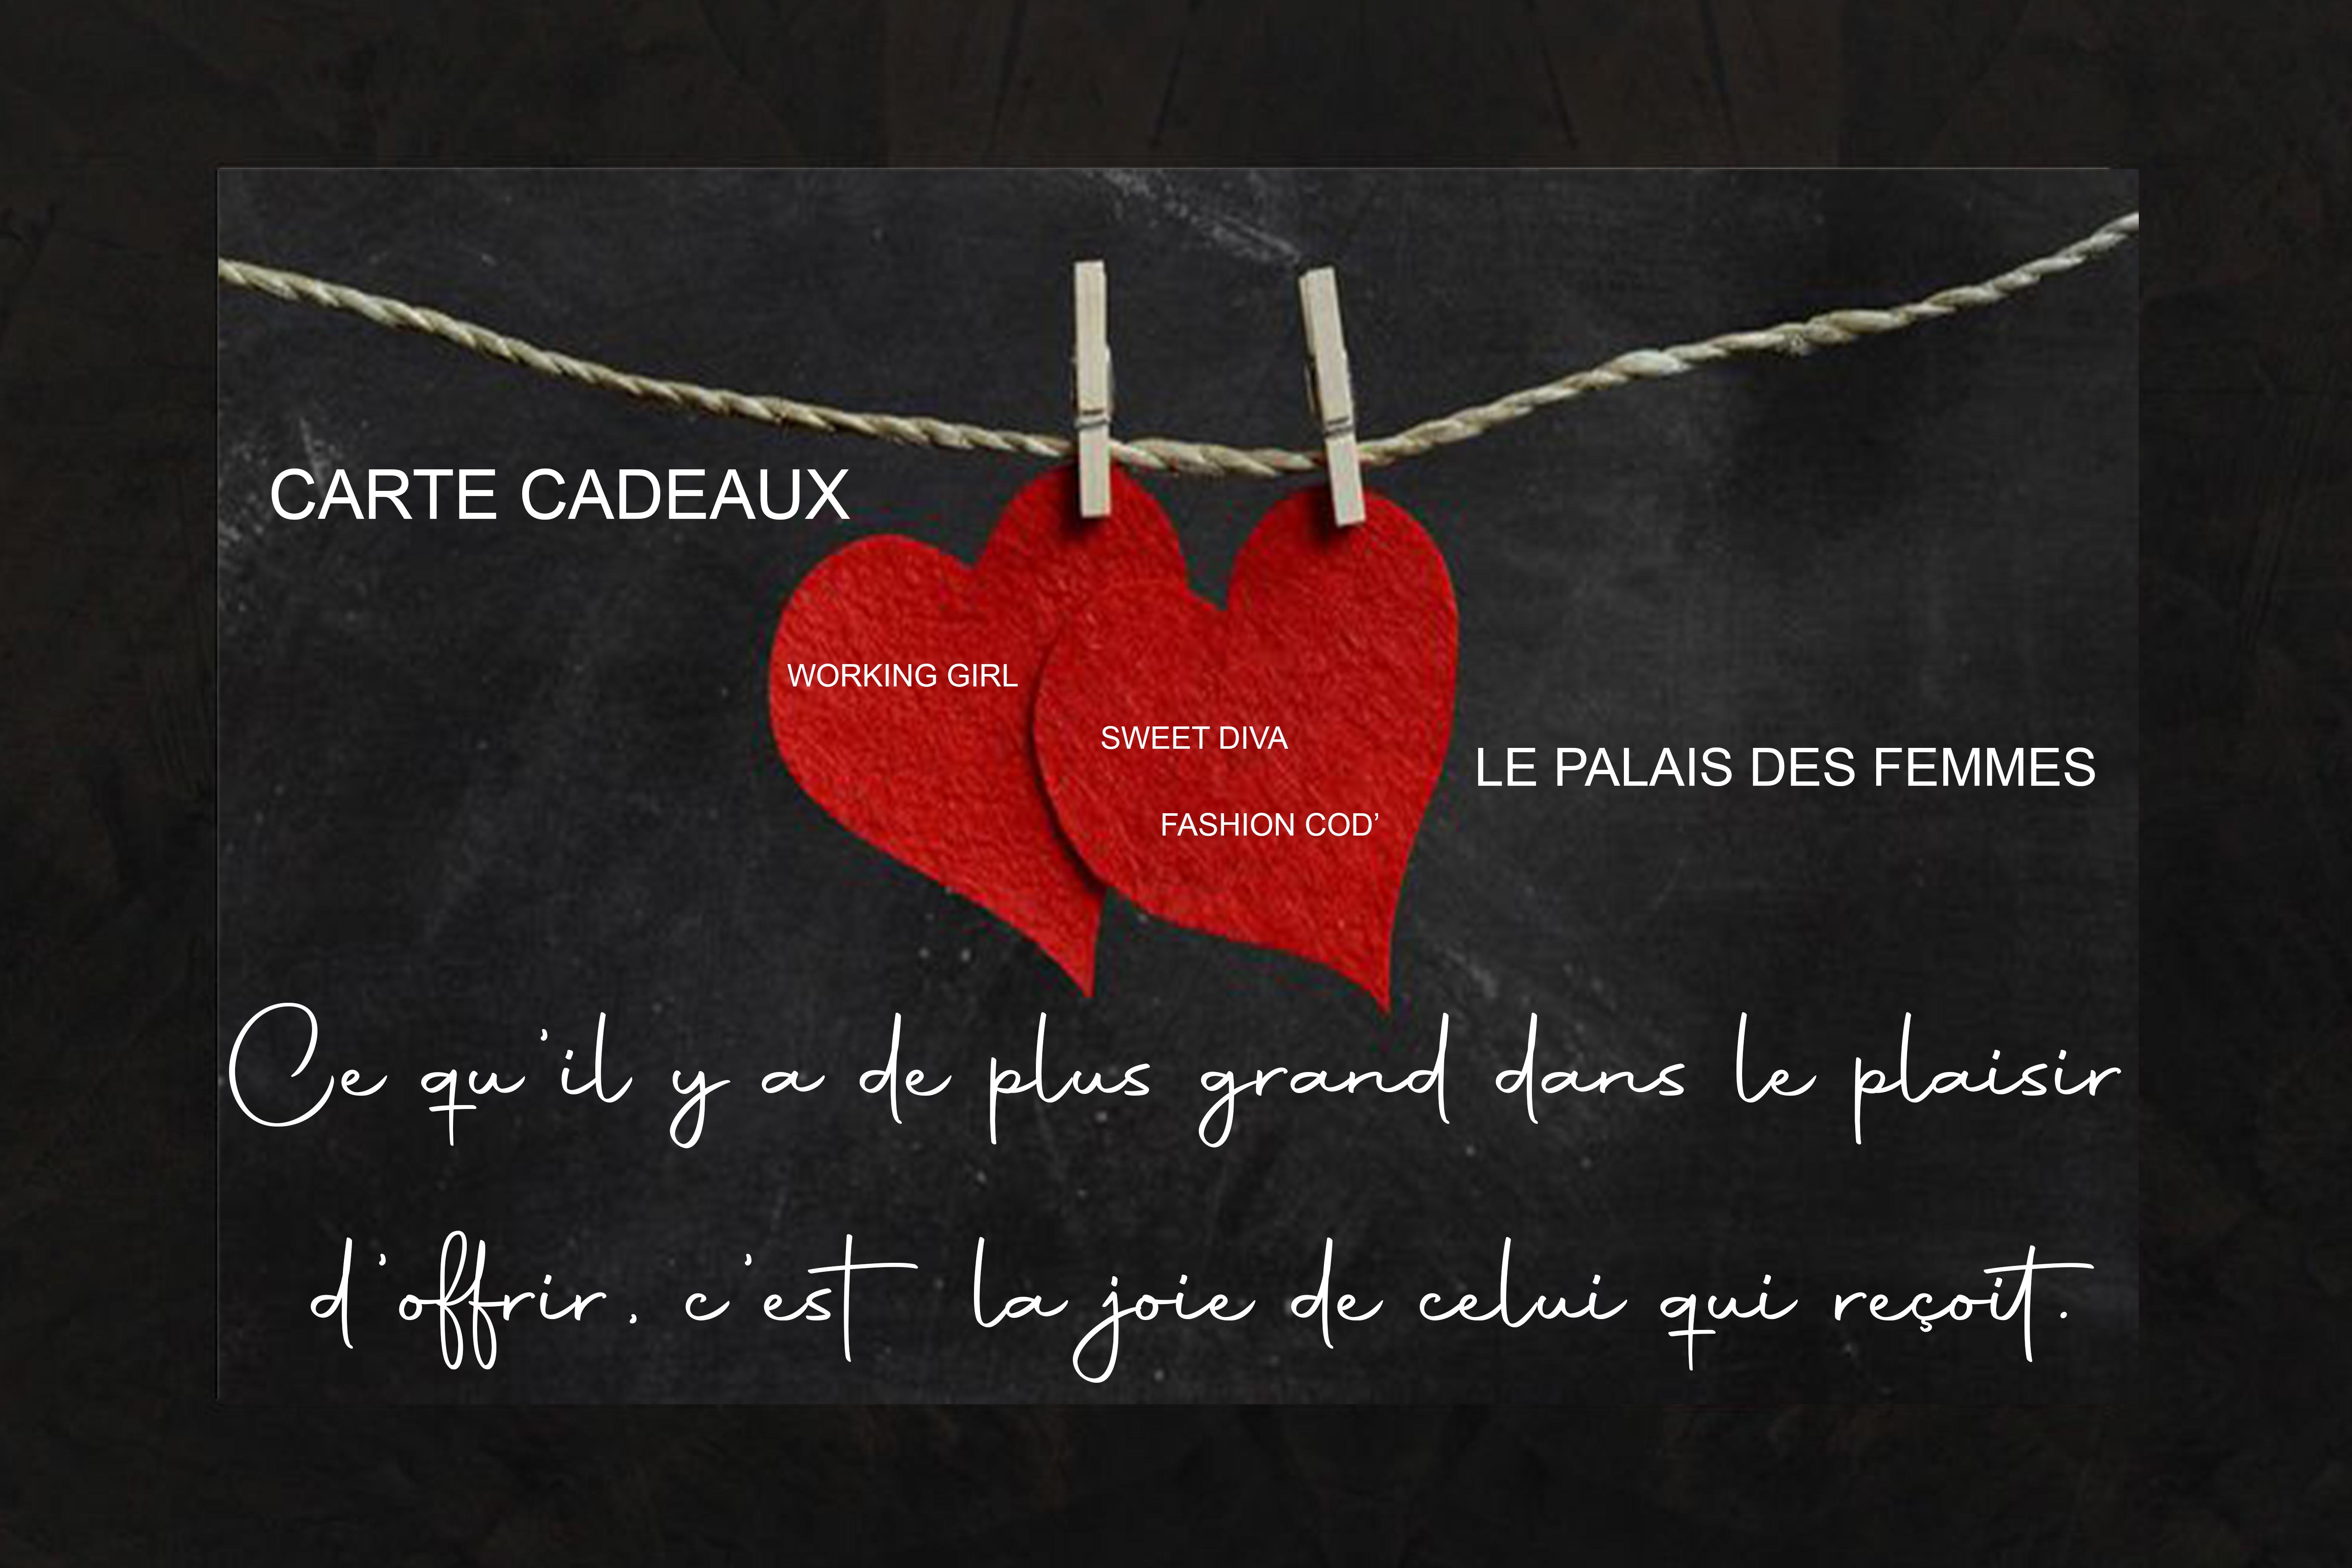 CARTE CADEAUX
WORKING GIRL
SWEET DIVA
LE PALAIS DES FEMMES
FASHION COD’
Ce qu'il y a de plus grand dans le plaisir
d'offrir, c'est la joie de celui qui reçoit.